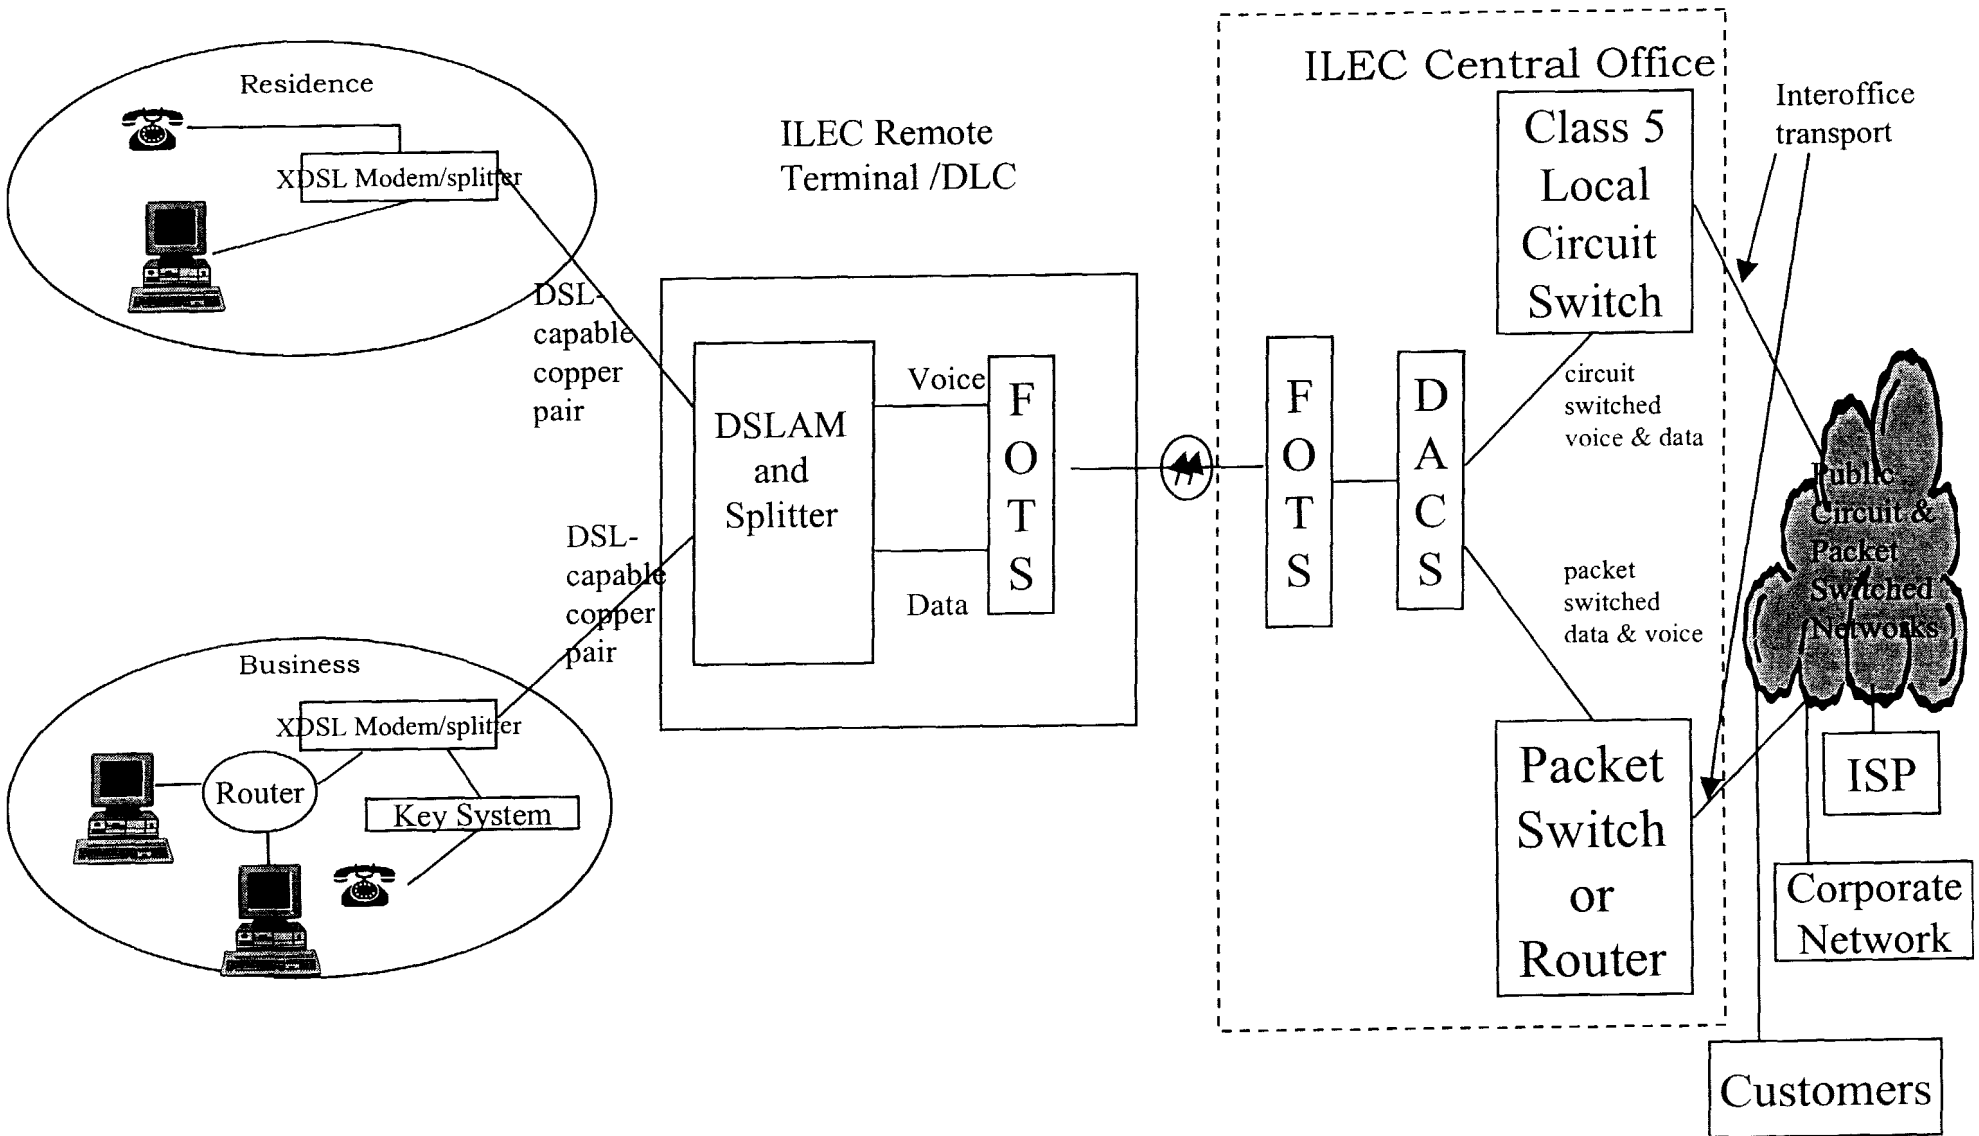 Residence
XDSL Modem/splitter
DSL-
capable
copper
pair
ILEC Remote
Terminal /DLC
DSLAM
and
Splitter
Voice
Data
F
O
T
S
DSL-
capable
copper
pair
Business
XDSL Modem/splitter
Router
Key System
ILEC Central Office
F
O
T
S
D
A
C
S
Class 5
Local
Circuit
Switch
circuit
switched
voice & data
packet
switched
data & voice
Packet
Switch
or
Router
Interoffice
transport
Public
Circuit &
Packet
Switched
Networks
ISP
Corporate
Network
Customers